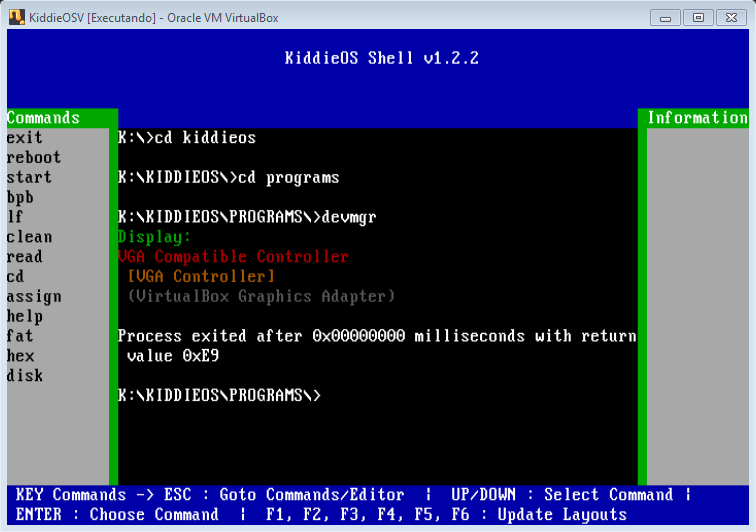 KiddieOSV [Executando] - Oracle VM VirtualBox
KiddieOS Shell v1.2.2
Commands
exit
reboot
start
bpb
lf
clean
read
cd
assign
help
fat
hex
disk
K:\>cd kiddieos
K:\KIDDIEOS\>cd programs
K:\KIDDIEOS\PROGRAMS\>devmgr
Display:
VGA Compatible Controller
[VGA Controller]
(VirtualBox Graphics Adapter)
Process exited after 0x00000000 milliseconds with return
value 0xE9
K:\KIDDIEOS\PROGRAMS\>
Information
KEY Commands -> ESC : Goto Commands/Editor ¦ UP/DOWN : Select Command ¦
ENTER : Choose Command ¦ F1, F2, F3, F4, F5, F6 : Update Layouts